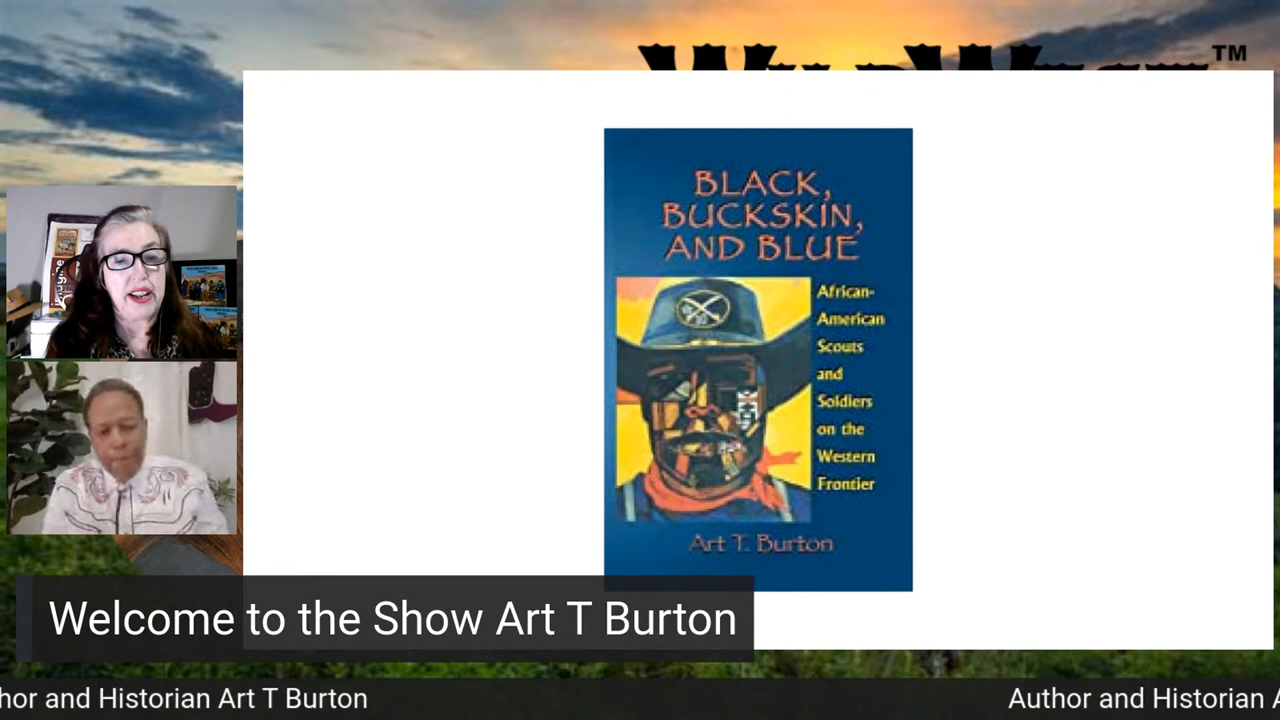 TM
BLACK,
BUCKSKIN,
AND BLUE
African-
American
Scouts
and
Soldiers
on the
Western
Frontier
Art T. Burton
Welcome to the Show Art T Burton
hor and Historian Art T Burton
Author and Historian A